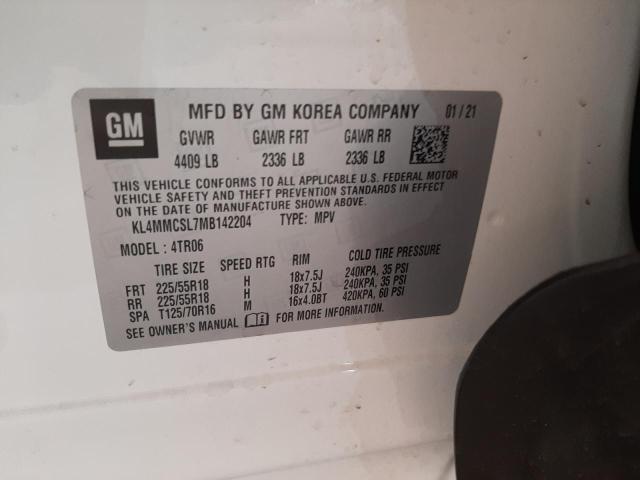 GM MFD BY GM KOREA COMPANY 01/21
GVWR GAWR FRT GAWR RR
4409 LB 2336 LB 2336 LB
THIS VEHICLE CONFORMS TO ALL APPLICABLE U.S. FEDERAL MOTOR
VEHICLE SAFETY AND THEFT PREVENTION STANDARDS IN EFFECT
ON THE DATE OF MANUFACTURE SHOWN ABOVE.
KL4MMCSL7MB142204 TYPE: MPV
MODEL: 4TR06
TIRE SIZE SPEED RTG RIM COLD TIRE PRESSURE
FRT 225/55R18 H 18x7.5J 240KPA, 35 PSI
RR 225/55R18 H 18x7.5J 240KPA, 35 PSI
SPA T125/70R16 M 16x4.0BT 420KPA, 60 PSI
SEE OWNER'S MANUAL FOR MORE INFORMATION.